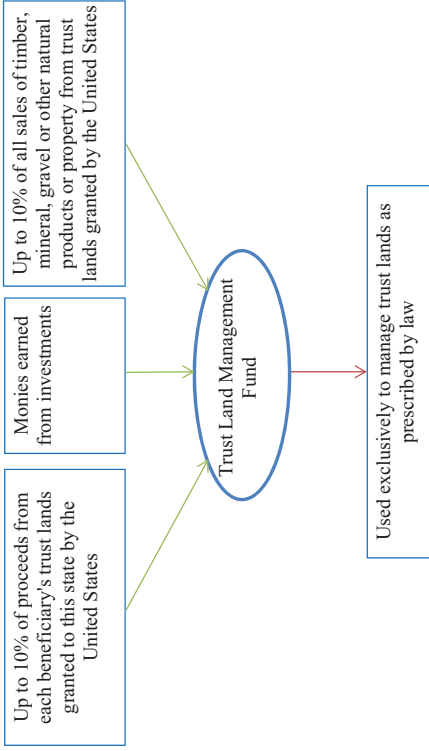 Up to 10% of proceeds from
each beneficiary's trust lands
granted to this state by the
United States
Monies earned
from investments
Up to 10% of all sales of timber,
mineral, gravel or other natural
products or property from trust
lands granted by the United States
Trust Land Management
Fund
Used exclusively to manage trust lands as
prescribed by law